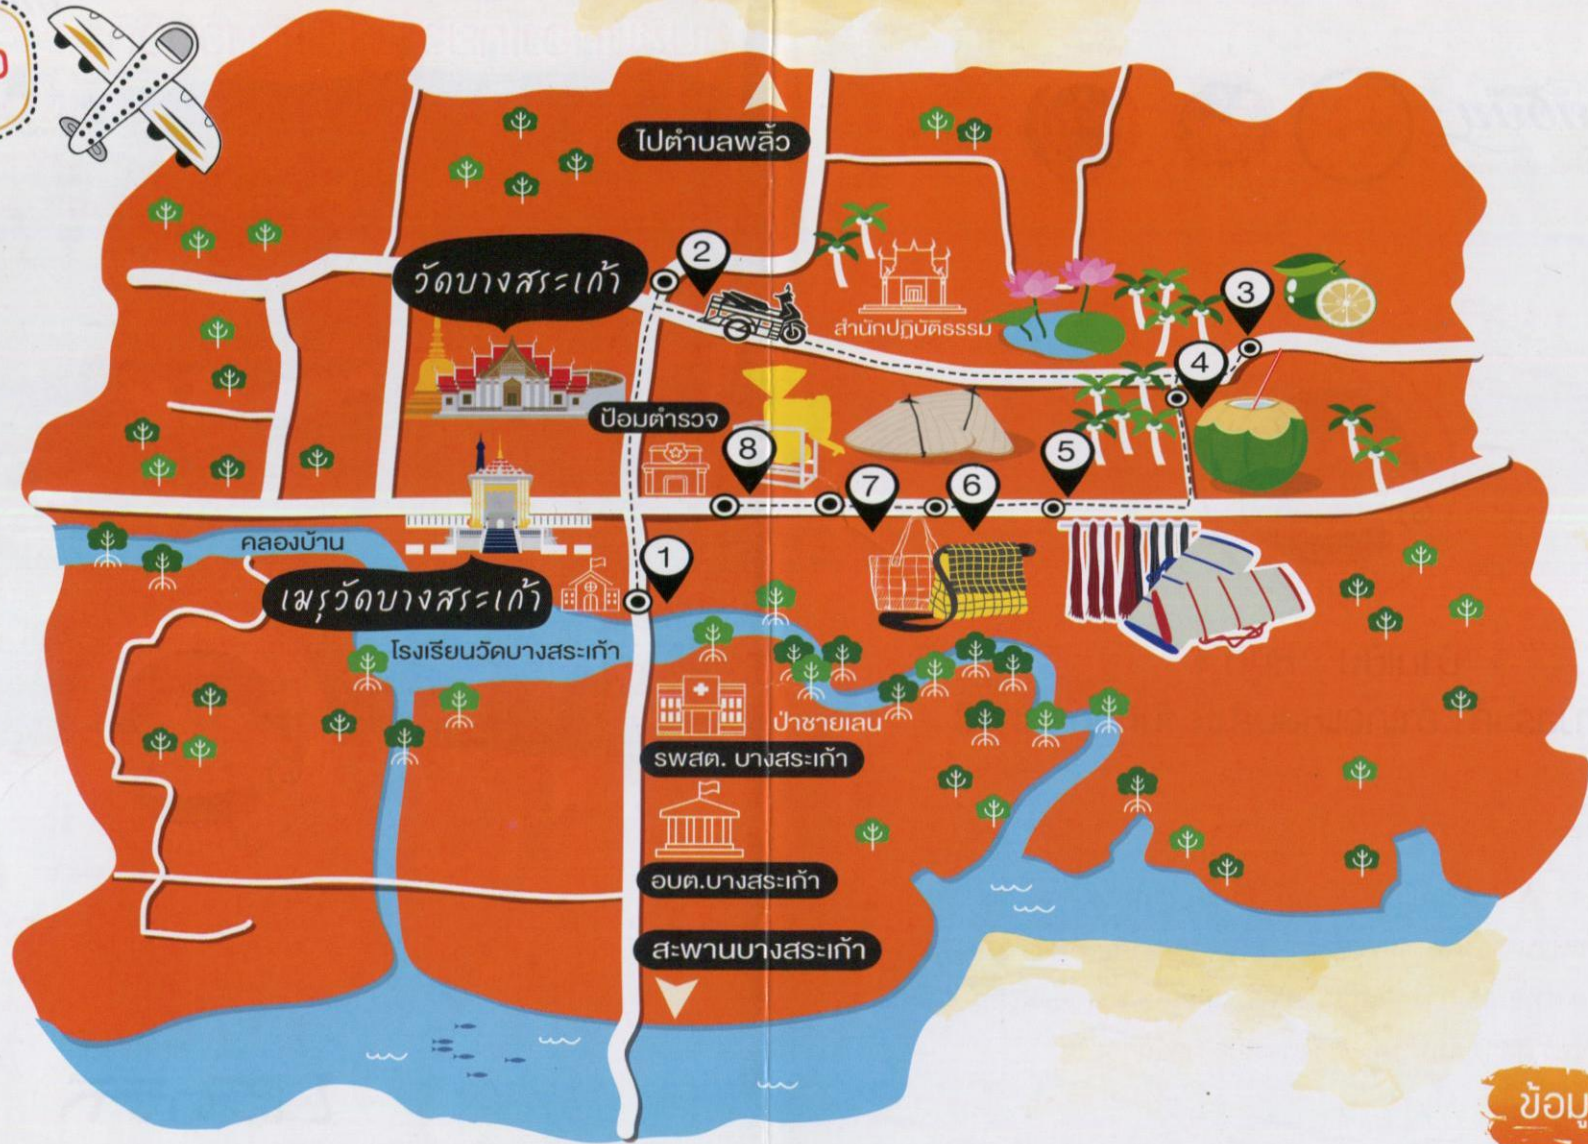 ไปตำบลพลิ้ว
2
วัดบางสระเก้า
3
สำนักปฏิบัติธรรม
4
ป้อมตำรวจ
8
5
7
6
คลองบ้าน
1
เมรุวัดบางสระเก้า
โรงเรียนวัดบางสระเก้า
ป่าชายเลน
รพสต. บางสระเก้า
อบต.บางสระเก้า
สะพานบางสระเก้า